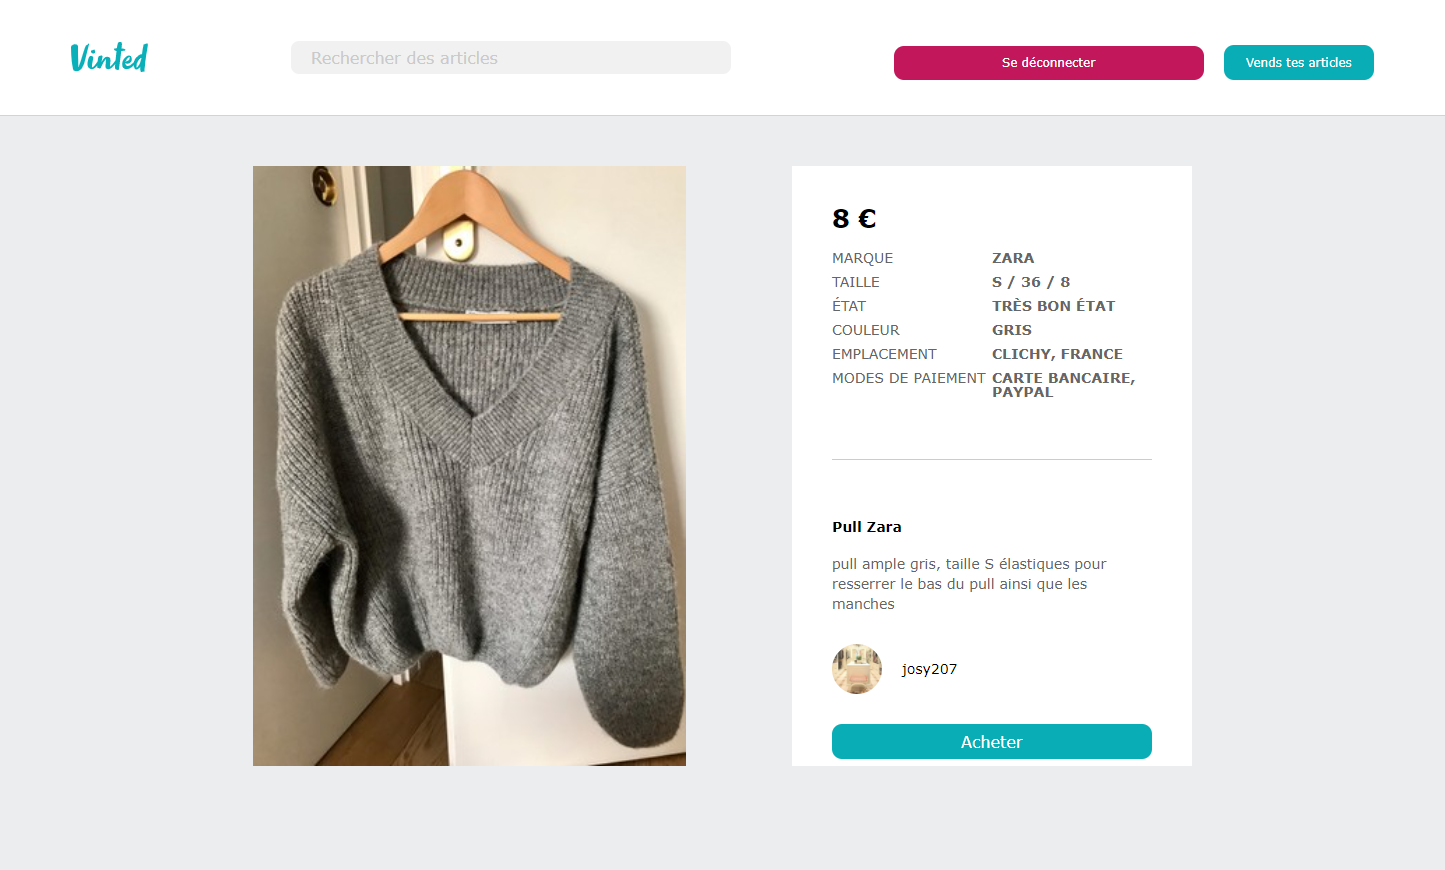 Vinted
Rechercher des articles
Se déconnecter
Vends tes articles
8 €
MARQUE ZARA
TAILLE S / 36 / 8
ÉTAT TRÈS BON ÉTAT
COULEUR GRIS
EMPLACEMENT CLICHY, FRANCE
MODES DE PAIEMENT CARTE BANCAIRE,
PAYPAL
Pull Zara
pull ample gris, taille S élastiques pour
resserrer le bas du pull ainsi que les
manches
josy207
Acheter